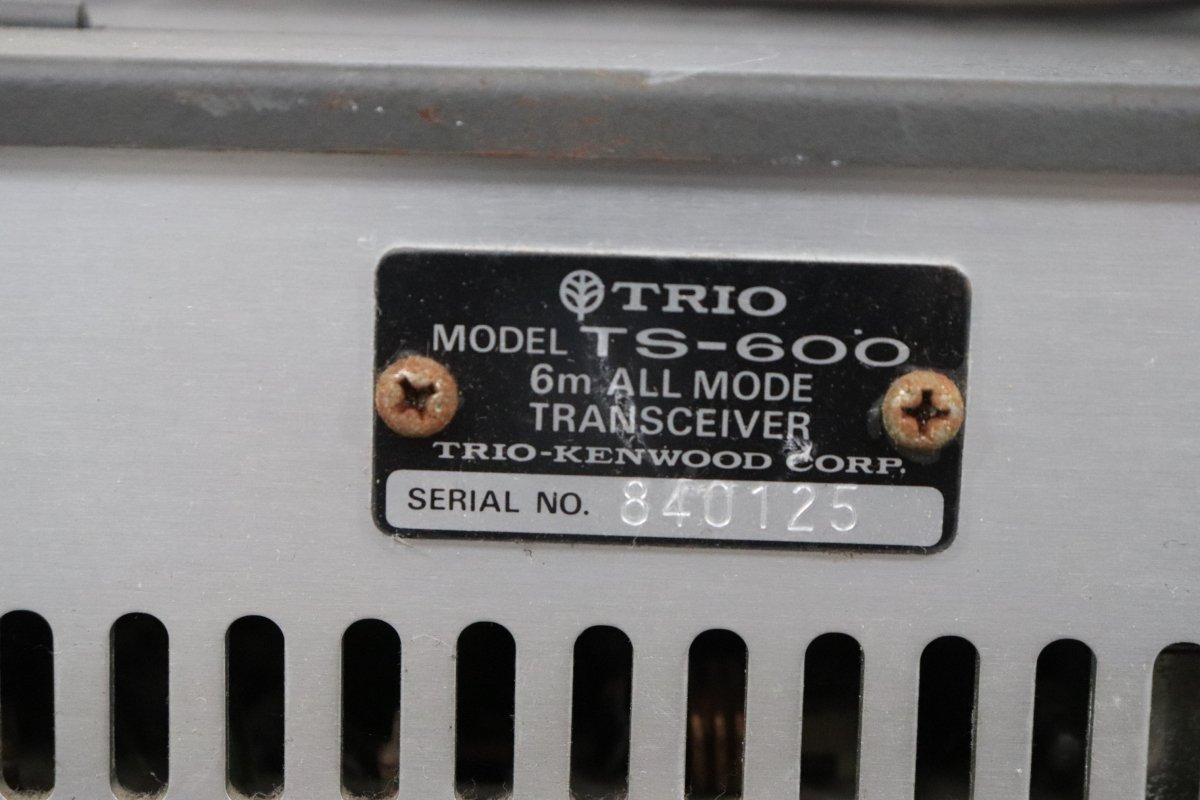 TRIO
MODEL TS-600
6m ALL MODE
TRANSCEIVER
TRIO-KENWOOD CORP.
SERIAL NO. 840125